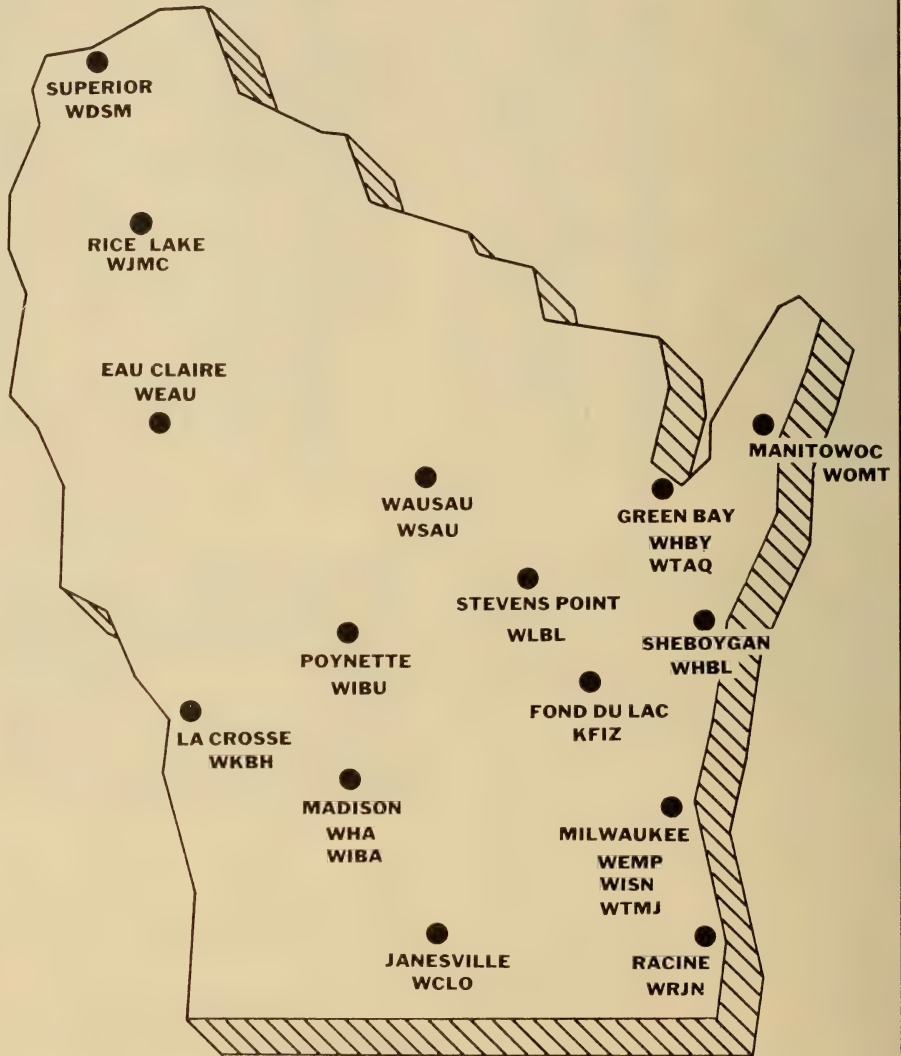 SUPERIOR
WDSM
RICE LAKE
WJMC
EAU CLAIRE
WEAU
MANITOWOC
WOMT
WAUSAU
WSAU
GREEN BAY
WHBY
WTAQ
STEVENS POINT
WLBL
SHEBOYGAN
WHBL
POYNETTE
WIBU
FOND DU LAC
KFIZ
LA CROSSE
WKBH
MADISON
WHA
WIBA
MILWAUKEE
WEMP
WISN
WTMJ
JANESVILLE
WCLO
RACINE
WRJN